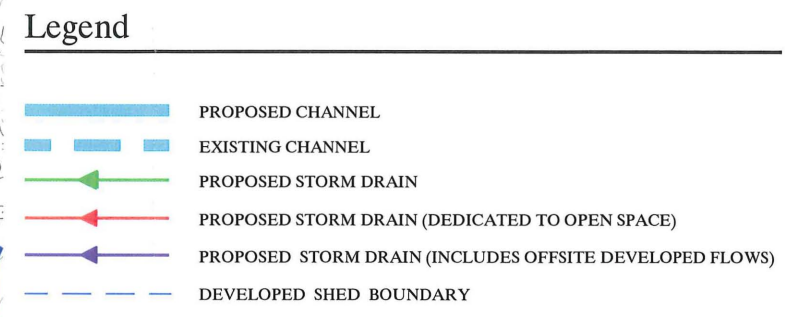 Legend
PROPOSED CHANNEL
EXISTING CHANNEL
PROPOSED STORM DRAIN
PROPOSED STORM DRAIN (DEDICATED TO OPEN SPACE)
PROPOSED STORM DRAIN (INCLUDES OFFSITE DEVELOPED FLOWS)
DEVELOPED SHED BOUNDARY